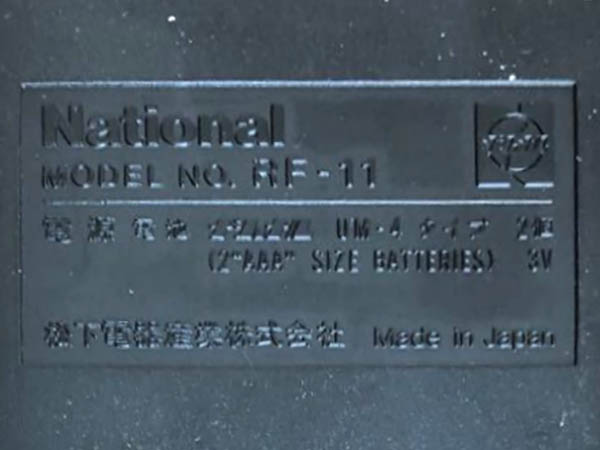 National
MODEL NO. RF-11
電源 電池 UM-4 タイプ 2個
(2"AAA" SIZE BATTERIES) 3V
松下電器産業株式会社 Made in Japan